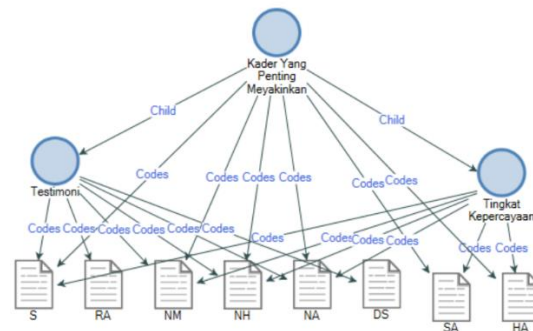 Kader Yang
Penting
Meyakinkan
Child
Child
Testimoni
Codes
Codes
Codes
Codes
Codes
Codes
Tingkat
Kepercayaan
Codes
Codes
Codes
Codes
Codes
Codes
Codes
Codes
Codes
Codes
Codes
Codes
S
RA
NM
NH
NA
DS
SA
HA